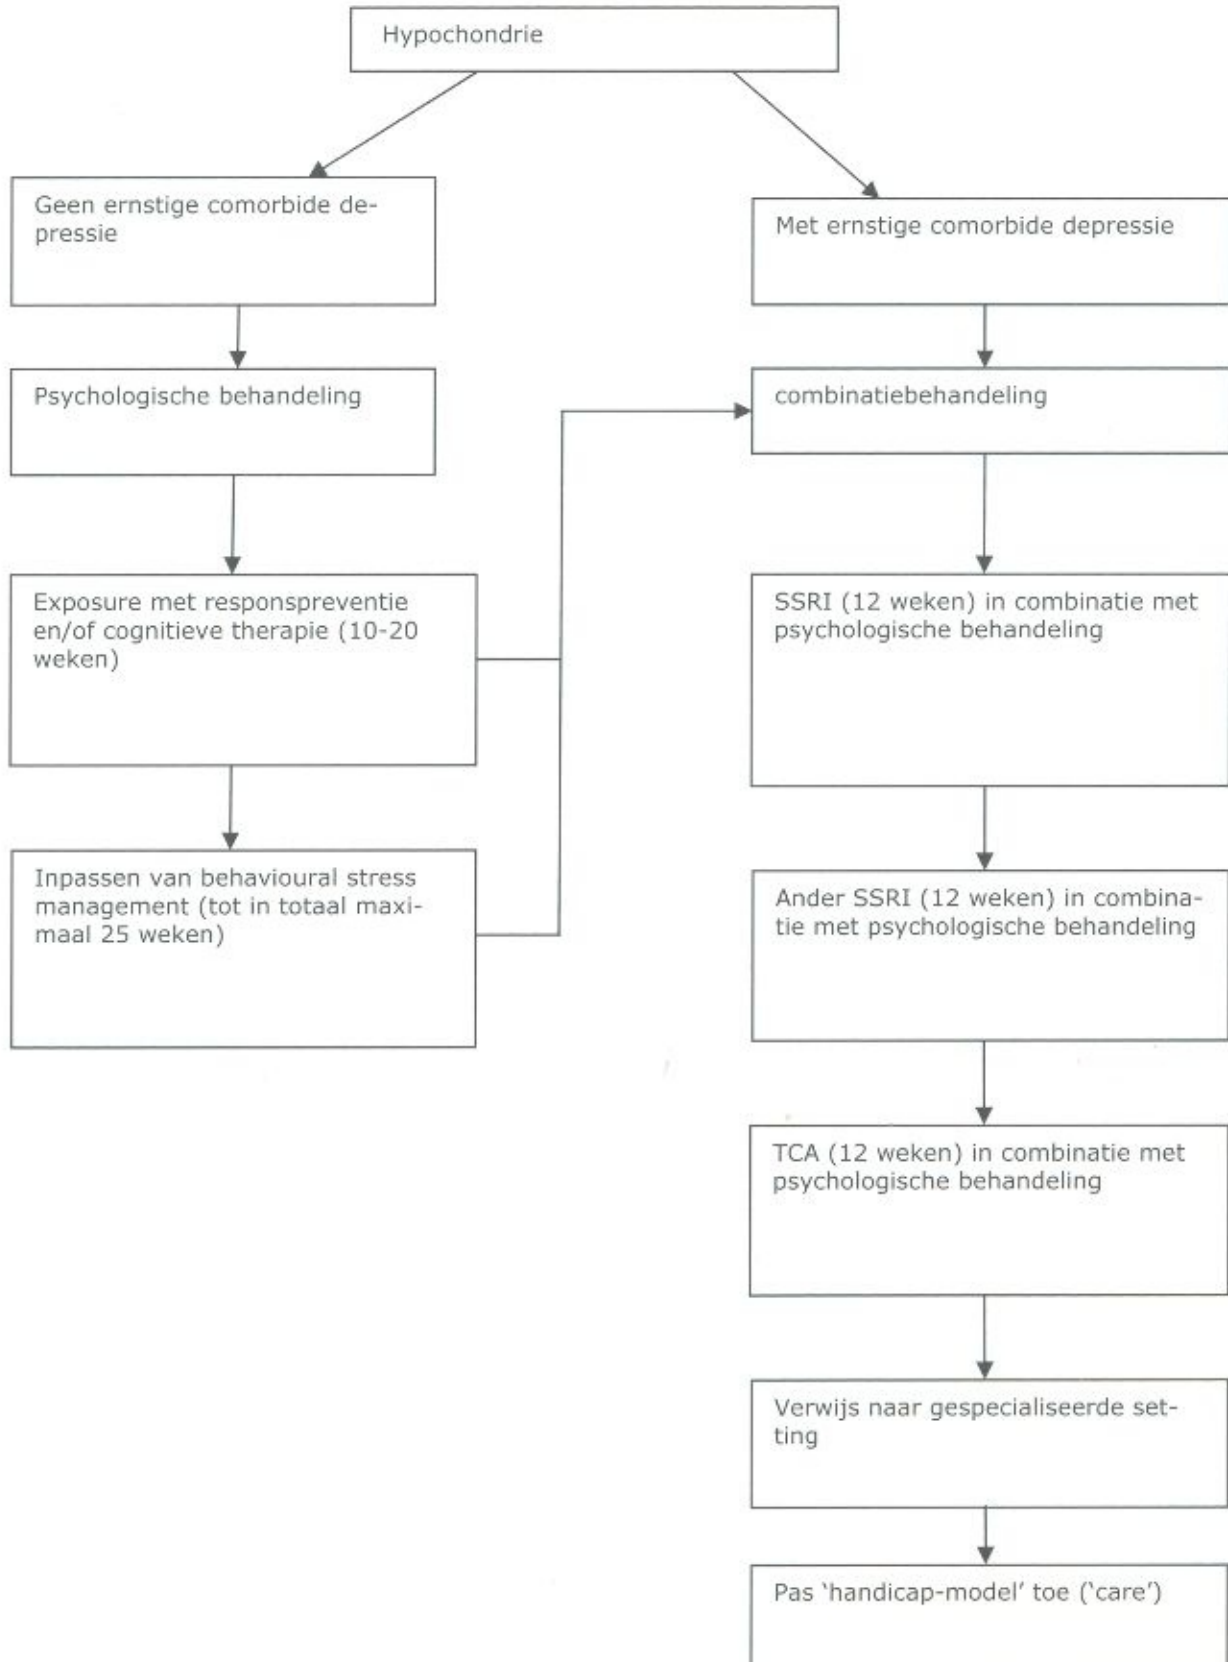 Hypochondrie
Geen ernstige comorbide de-
pressie
Met ernstige comorbide depressie
Psychologische behandeling
combinatiebehandeling
Exposure met responspreventie
en/of cognitieve therapie (10-20
weken)
SSRI (12 weken) in combinatie met
psychologische behandeling
Inpassen van behavioural stress
management (tot in totaal maxi-
maal 25 weken)
Ander SSRI (12 weken) in combina-
tie met psychologische behandeling
TCA (12 weken) in combinatie met
psychologische behandeling
Verwijs naar gespecialiseerde set-
ting
Pas ‘handicap-model’ toe (‘care’)